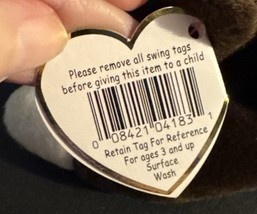 Please remove all swing tags
before giving this item to a child
0 08421 04183 1
Retain Tag For Reference
For ages 3 and up
Surface
Wash